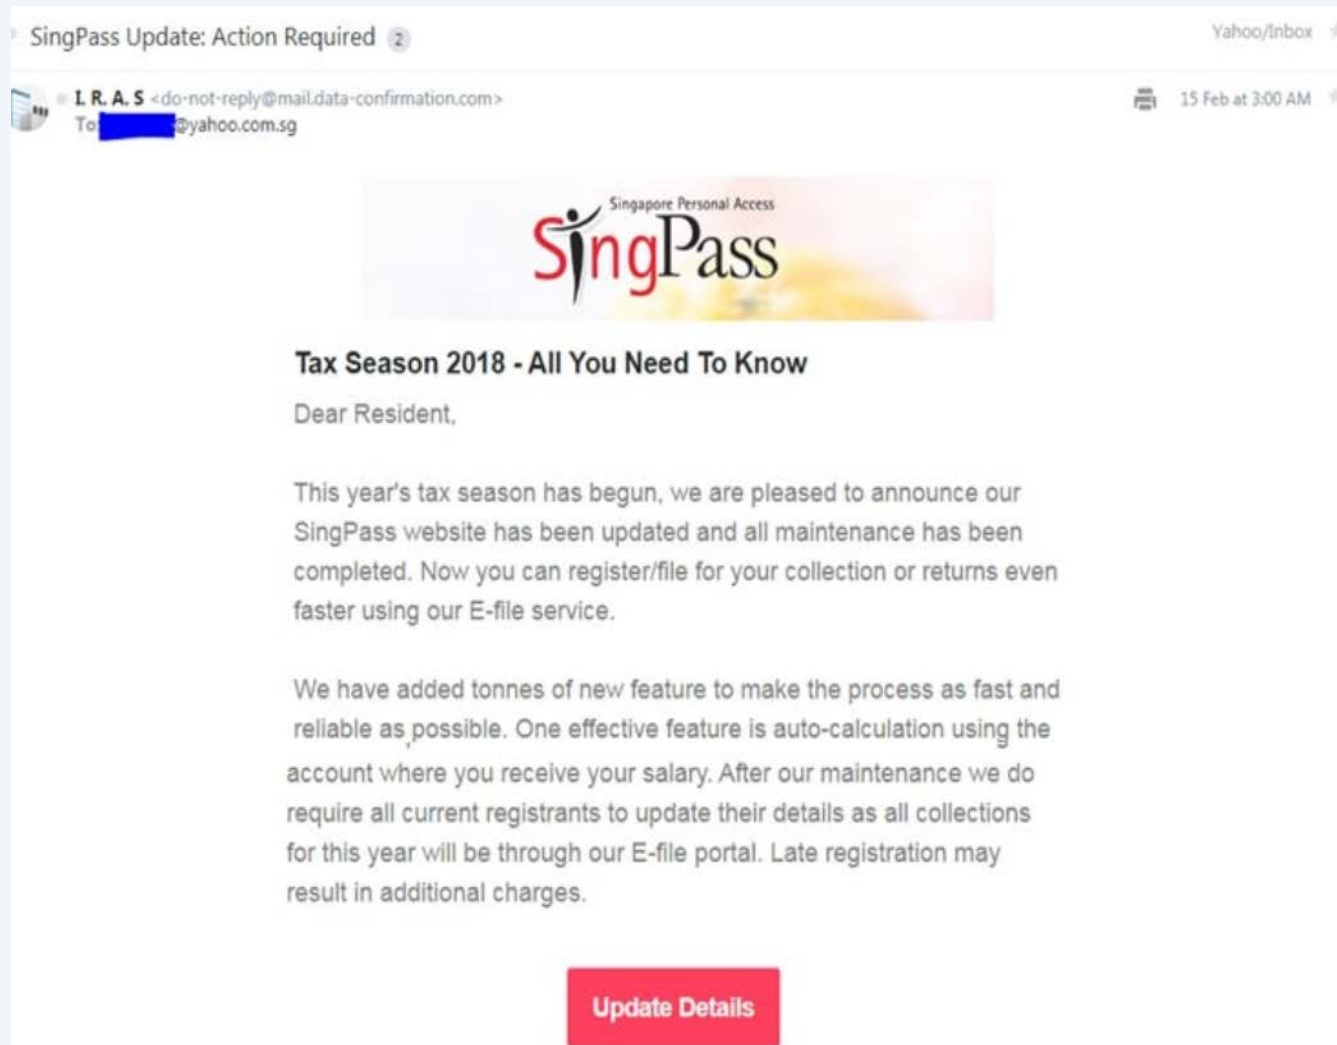 SingPass Update: Action Required 2
Yahoo/Inbox
I. R. A. S <do-not-reply@mail.data-confirmation.com>
15 Feb at 3:00 AM
To: @yahoo.com.sg
Singapore Personal Access
SingPass
Tax Season 2018 - All You Need To Know
Dear Resident,
This year's tax season has begun, we are pleased to announce our
SingPass website has been updated and all maintenance has been
completed. Now you can register/file for your collection or returns even
faster using our E-file service.
We have added tonnes of new feature to make the process as fast and
reliable as possible. One effective feature is auto-calculation using the
account where you receive your salary. After our maintenance we do
require all current registrants to update their details as all collections
for this year will be through our E-file portal. Late registration may
result in additional charges.
Update Details